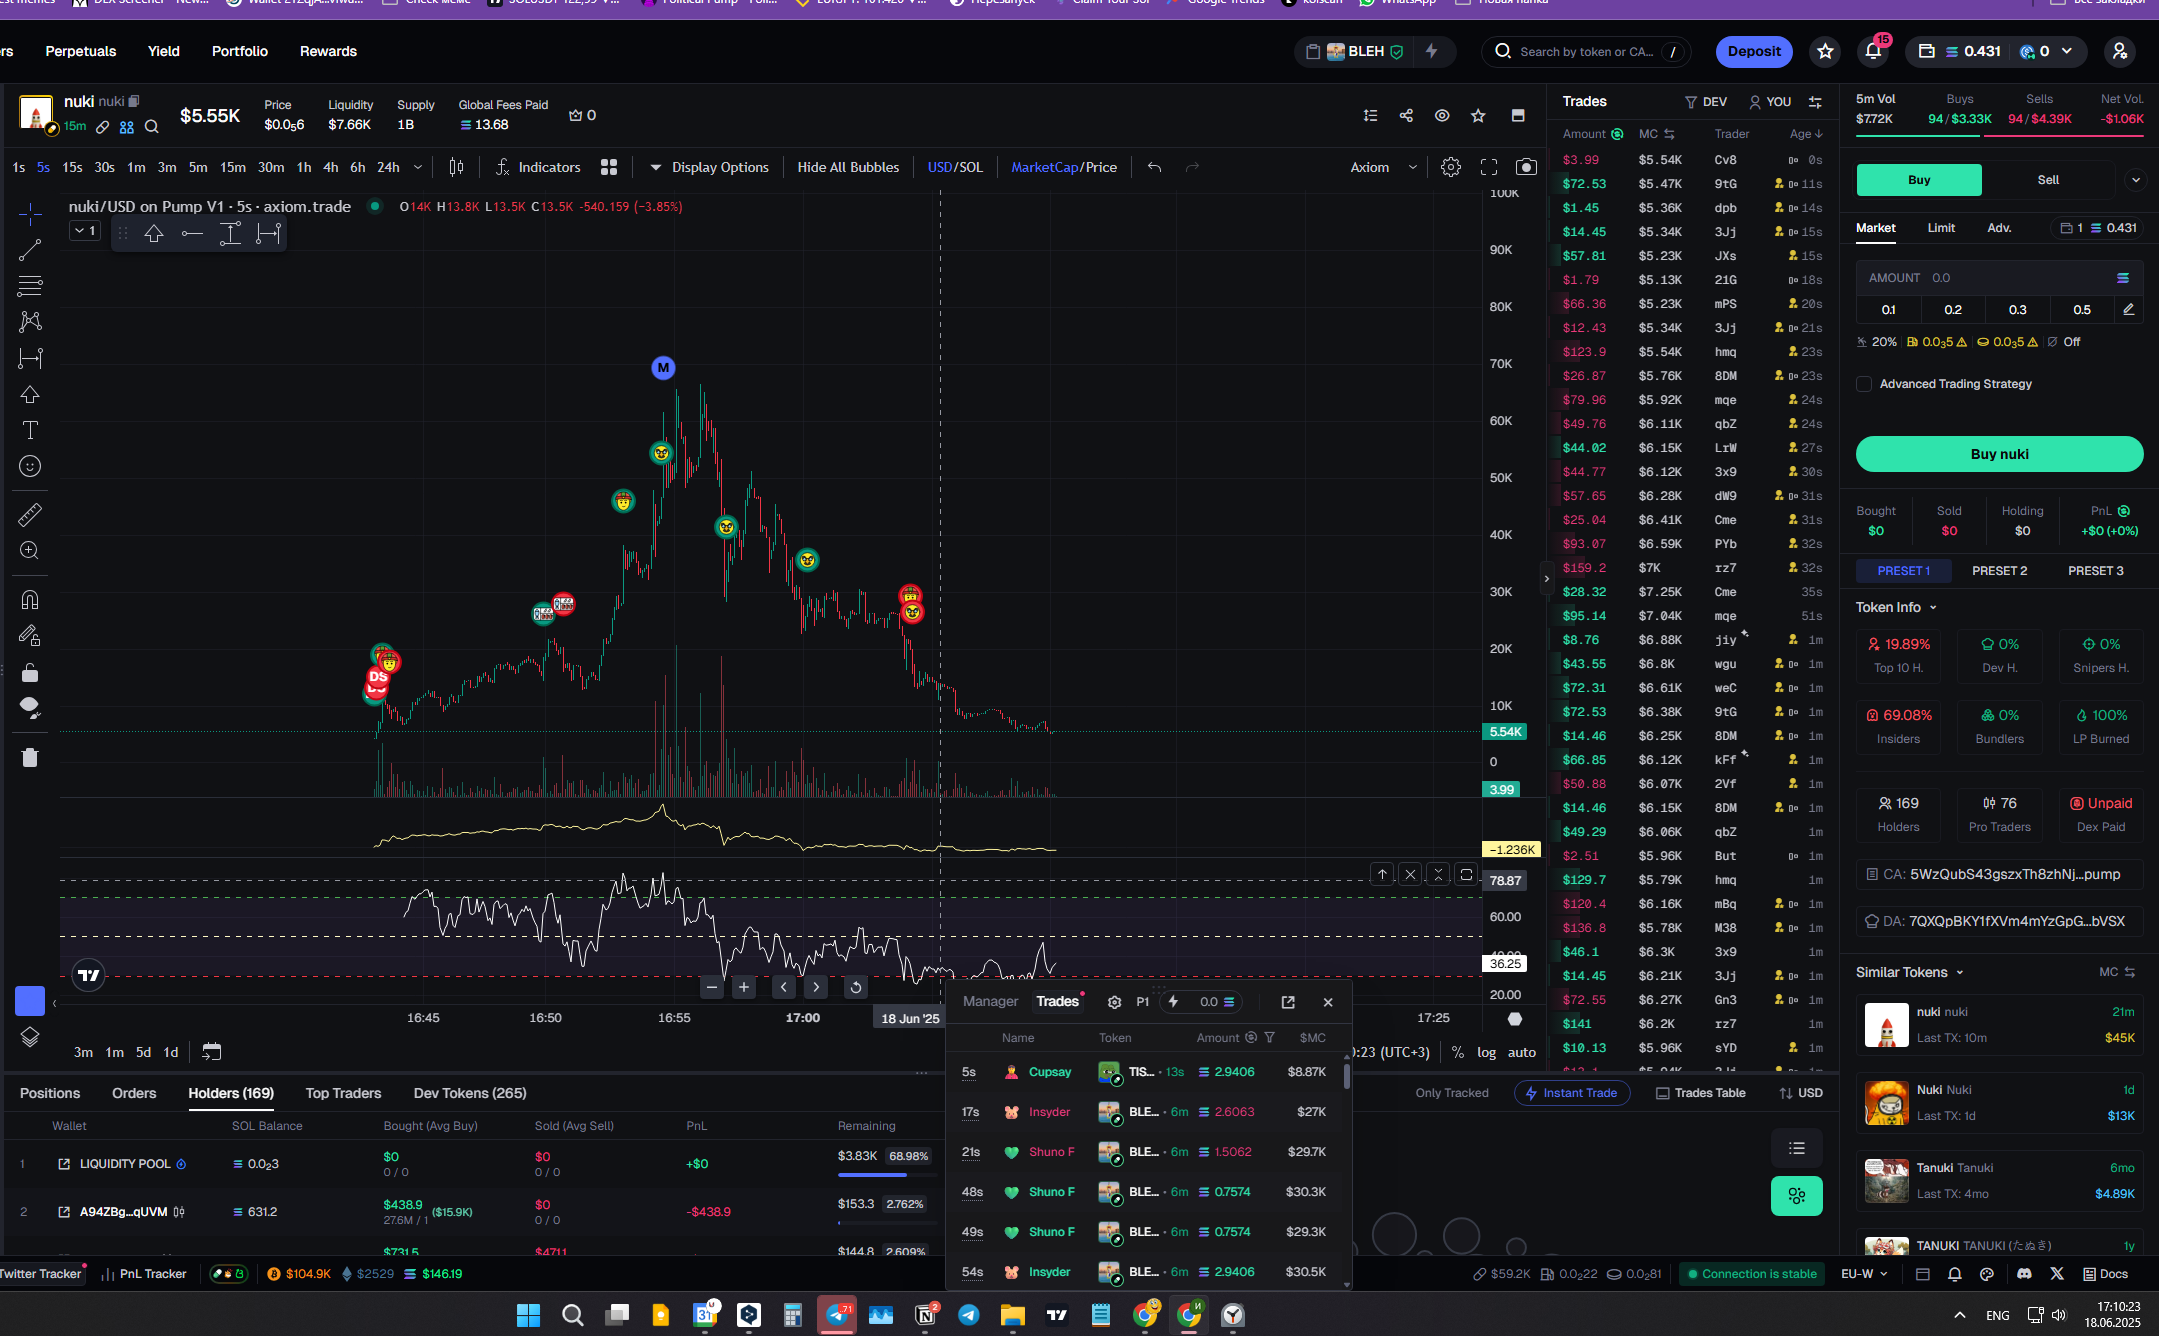 DEX Screener - New...
Check мемс
Political Pump - Poli...
Перезапуск
Claim Your Sol
Google Trends
kolscan
WhatsApp
Новая папка
Все закладки
rs Perpetuals Yield Portfolio Rewards
BLEH
Search by token or CA... /
Deposit
15
0.431 0
nuki nuki
15m
$5.55K
Price
$0.0₅6
Liquidity
$7.66K
Supply
1B
Global Fees Paid
13.68
0
1s 5s 15s 30s 1m 3m 5m 15m 30m 1h 4h 6h 24h
Indicators
Display Options
Hide All Bubbles
USD/SOL
MarketCap/Price
Axiom
nuki/USD on Pump V1 · 5s · axiom.trade
O14K H13.8K L13.5K C13.5K -540.159 (−3.85%)
1
100K
90K
80K
70K
60K
50K
40K
30K
20K
10K
5.54K
0
3.99
−1.236K
78.87
60.00
36.25
20.00
M
DS
16:45 16:50 16:55 17:00 18 Jun '25 17:25
3m 1m 5d 1d
:23 (UTC+3) % log auto
Trades DEV YOU
Amount MC Trader Age
$3.99 $5.54K Cv8 0s
$72.53 $5.47K 9tG 11s
$1.45 $5.36K dpb 14s
$14.45 $5.34K 3Jj 15s
$57.81 $5.23K JXs 15s
$1.79 $5.13K 21G 18s
$66.36 $5.23K mPS 20s
$12.43 $5.34K 3Jj 21s
$123.9 $5.54K hmq 23s
$26.87 $5.76K 8DM 23s
$79.96 $5.92K mqe 24s
$49.76 $6.11K qbZ 24s
$44.02 $6.15K LrW 27s
$44.77 $6.12K 3x9 30s
$57.65 $6.28K dW9 31s
$25.04 $6.41K Cme 31s
$93.07 $6.59K PYb 32s
$159.2 $7K rz7 32s
$28.32 $7.25K Cme 35s
$95.14 $7.04K mqe 51s
$8.76 $6.88K jiy 1m
$43.55 $6.8K wgu 1m
$72.31 $6.61K weC 1m
$72.53 $6.38K 9tG 1m
$14.46 $6.25K 8DM 1m
$66.85 $6.12K kFf 1m
$50.88 $6.07K 2Vf 1m
$14.46 $6.15K 8DM 1m
$49.29 $6.06K qbZ 1m
$2.51 $5.96K But 1m
$129.7 $5.79K hmq 1m
$120.4 $6.16K mBq 1m
$136.8 $5.78K M38 1m
$46.1 $6.3K 3x9 1m
$14.45 $6.21K 3Jj 1m
$72.55 $6.27K Gn3 1m
$141 $6.2K rz7 1m
$10.13 $5.96K sYD 1m
5m Vol Buys Sells Net Vol.
$7.72K 94 / $3.33K 94 / $4.39K -$1.06K
Buy Sell
Market Limit Adv. 1 0.431
AMOUNT 0.0
0.1 0.2 0.3 0.5
20% 0.0₃5 0.0₃5 Off
Advanced Trading Strategy
Buy nuki
Bought Sold Holding PnL
$0 $0 $0 +$0 (+0%)
PRESET 1 PRESET 2 PRESET 3
Token Info
19.89% 0% 0%
Top 10 H. Dev H. Snipers H.
69.08% 0% 100%
Insiders Bundlers LP Burned
169 76 Unpaid
Holders Pro Traders Dex Paid
CA: 5WzQubS43gszxTh8zhNj...pump
DA: 7QXQpBKY1fXVm4mYzGpG...bVSX
Similar Tokens MC
nuki nuki 21m
Last TX: 10m $45K
Nuki Nuki 1d
Last TX: 1d $13K
Tanuki Tanuki 6mo
Last TX: 4mo $4.89K
TANUKI TANUKI (たぬき) 1y
Manager Trades P1 0.0
Name Token Amount $MC
5s Cupsay TIS... · 13s 2.9406 $8.87K
17s Insyder BLE... · 6m 2.6063 $27K
21s Shuno F BLE... · 6m 1.5062 $29.7K
48s Shuno F BLE... · 6m 0.7574 $30.3K
49s Shuno F BLE... · 6m 0.7574 $29.3K
54s Insyder BLE... · 6m 2.9406 $30.5K
Positions Orders Holders (169) Top Traders Dev Tokens (265)
Only Tracked Instant Trade Trades Table USD
Wallet SOL Balance Bought (Avg Buy) Sold (Avg Sell) PnL Remaining
1 LIQUIDITY POOL 0.0₂3 $0 $0 +$0 $3.83K 68.98%
0 / 0 0 / 0
2 A94ZBg...qUVM 631.2 $438.9 ($15.9K) $0 -$438.9 $153.3 2.762%
27.6M / 1 0 / 0
$731.5 $4711 $144.8 2.609%
Twitter Tracker PnL Tracker $104.9K $2529 $146.19
$59.2K 0.0₂22 0.0₂81 Connection is stable EU-W Docs
31
71
2
ENG
17:10:23
18.06.2025